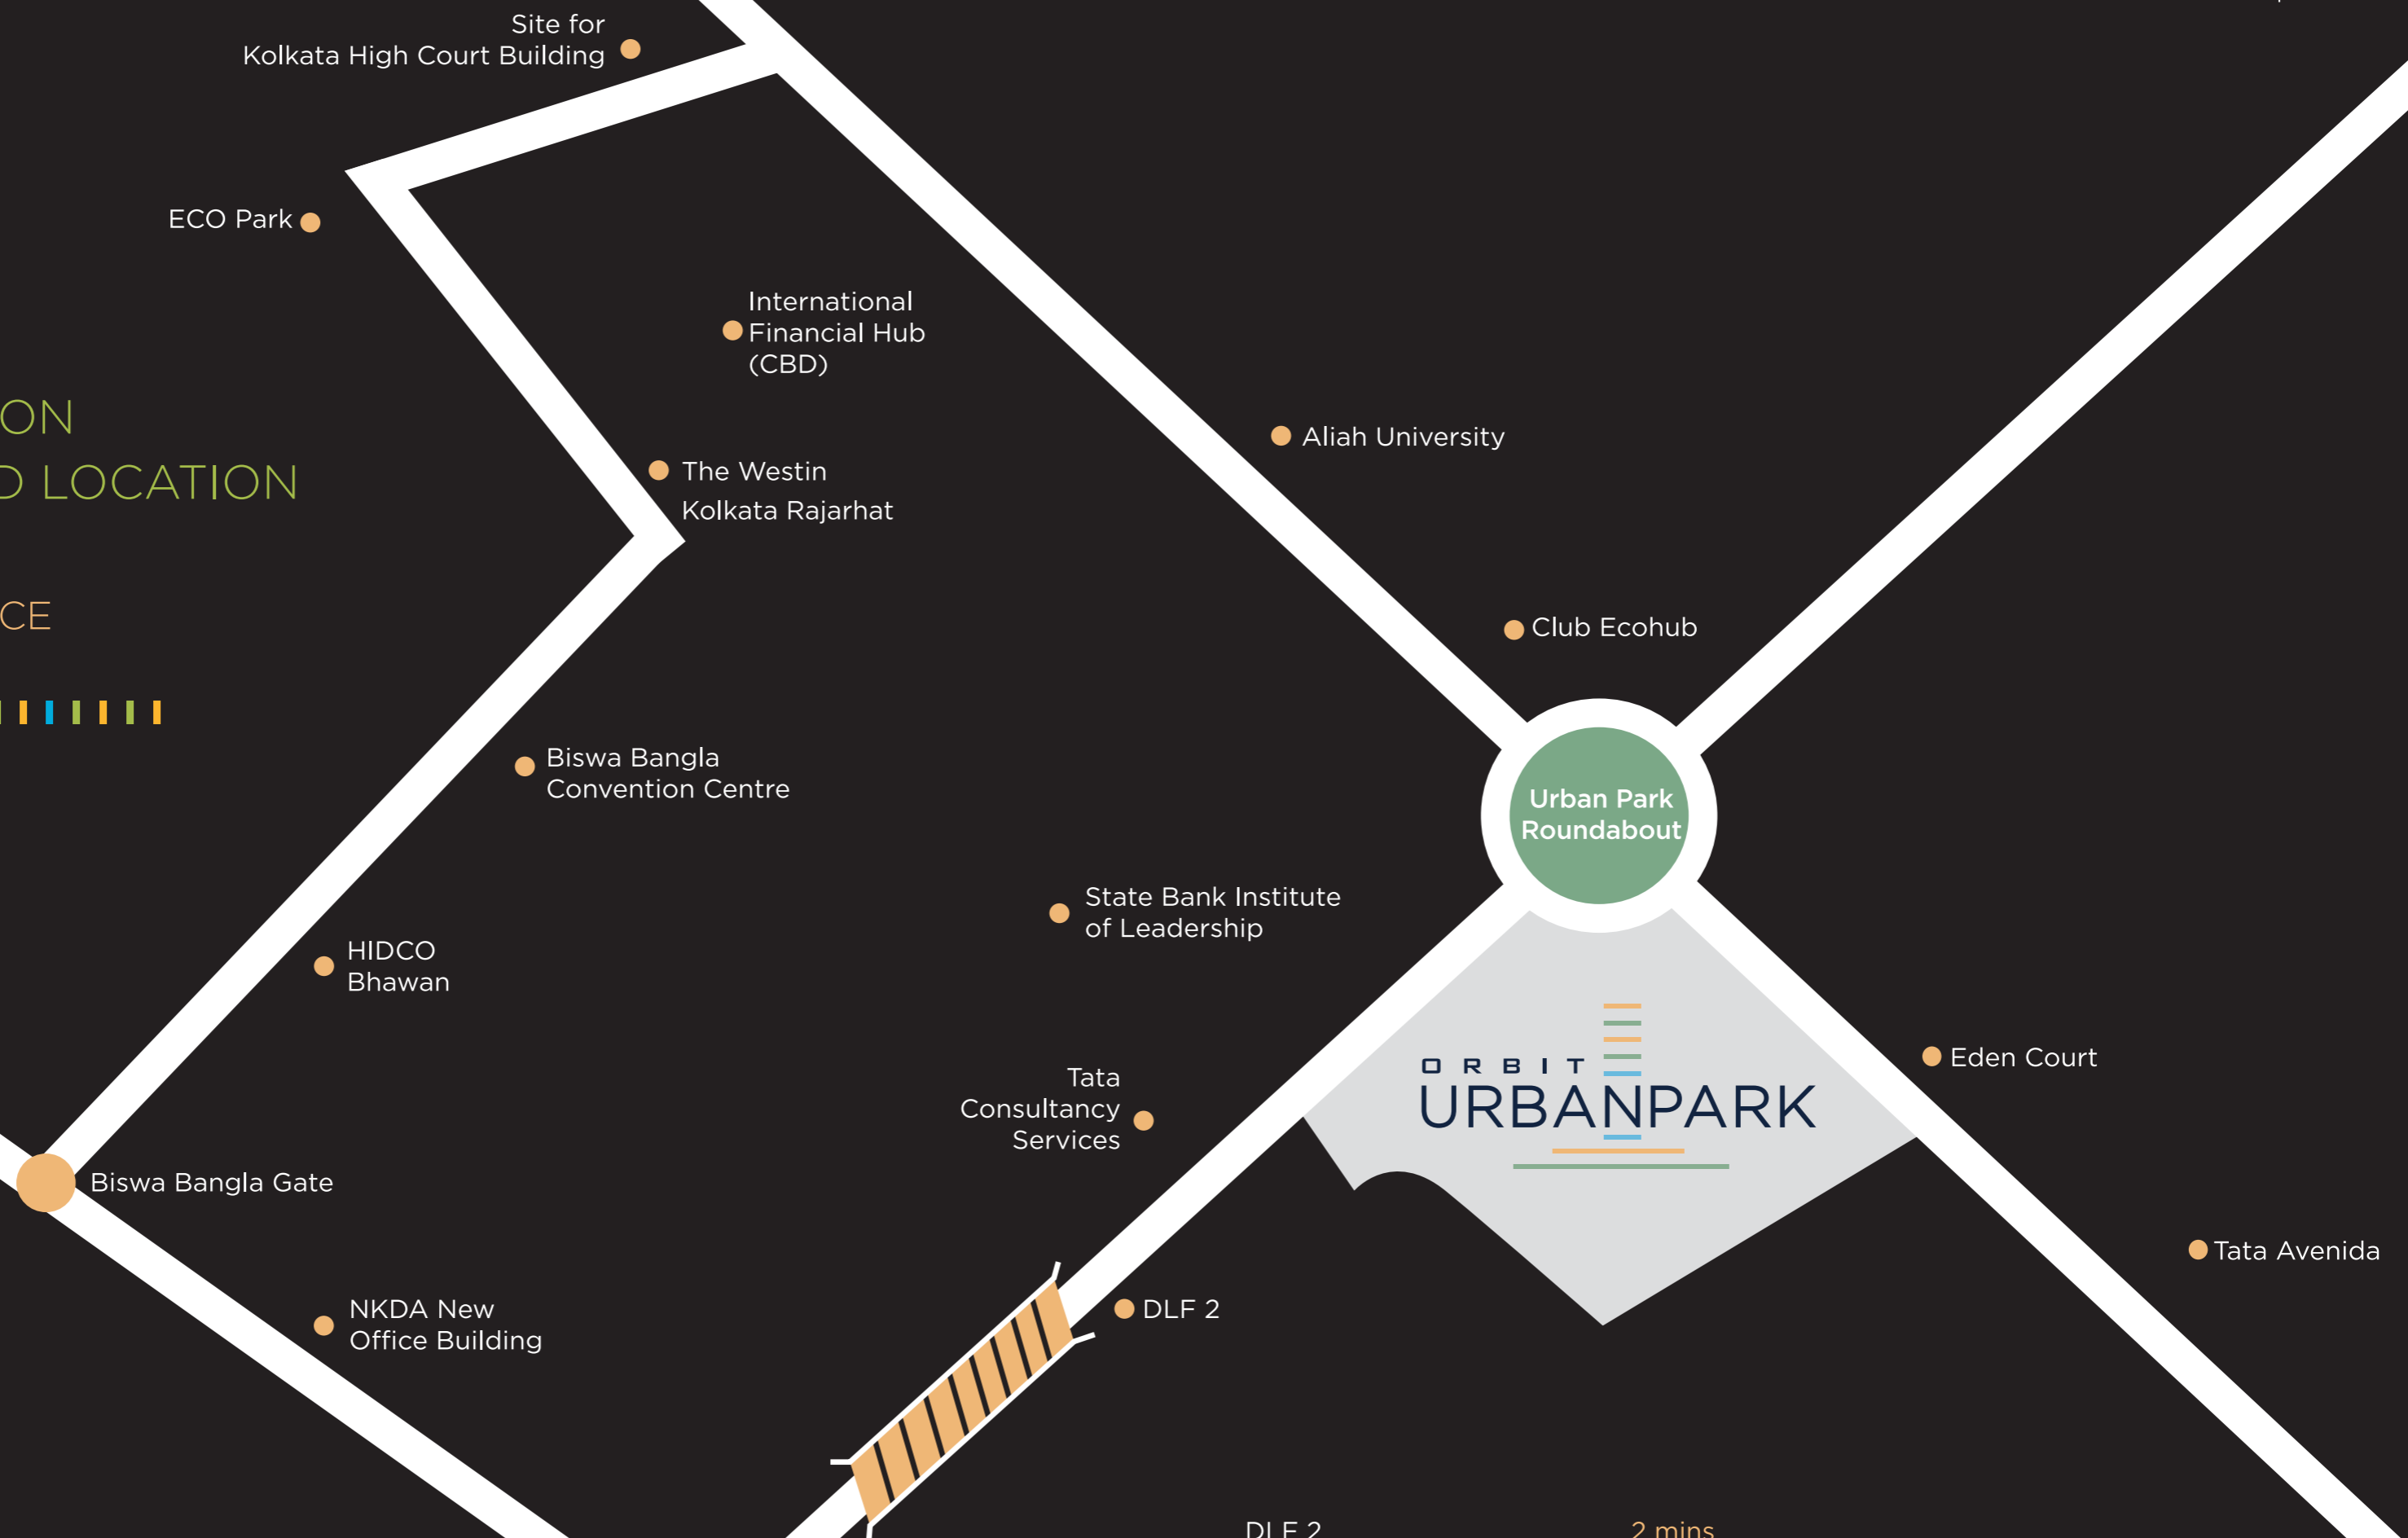 Site for
Kolkata High Court Building
ECO Park
International
Financial Hub
(CBD)
ON
D LOCATION
Aliah University
The Westin
Kolkata Rajarhat
CE
Club Ecohub
Biswa Bangla
Convention Centre
Urban Park
Roundabout
State Bank Institute
of Leadership
HIDCO
Bhawan
ORBIT
URBANPARK
Eden Court
Tata
Consultancy
Services
Biswa Bangla Gate
Tata Avenida
NKDA New
Office Building
DLF 2
DLF 2 2 mins